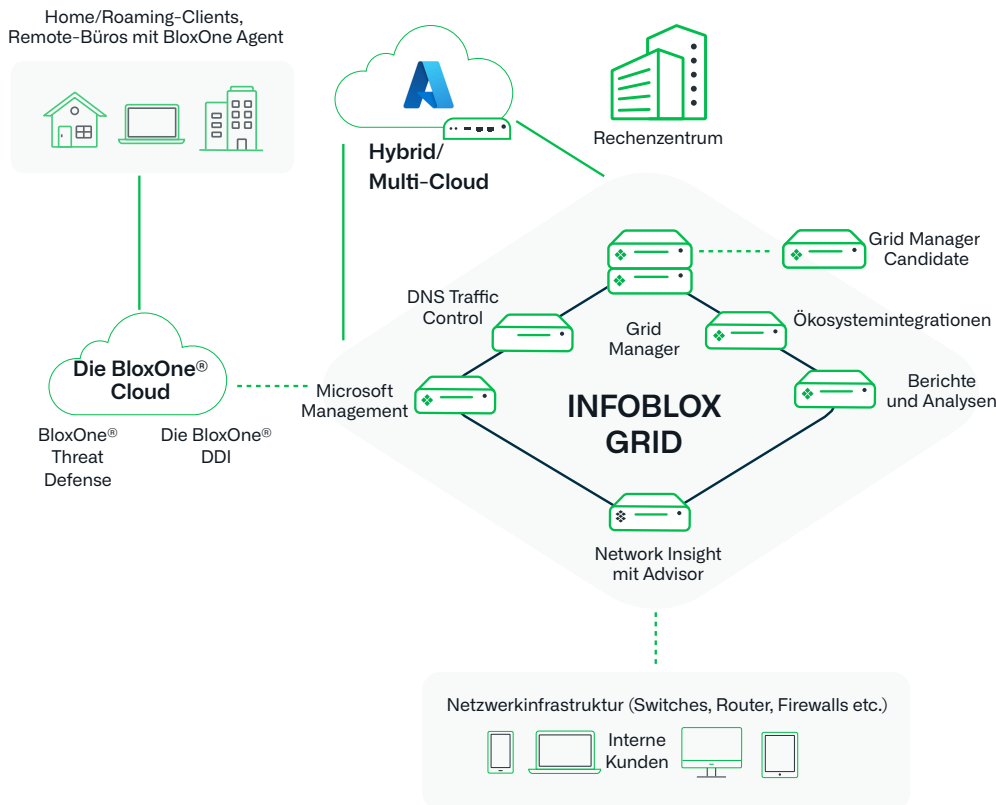 Home/Roaming-Clients,
Remote-Büros mit BloxOne Agent
Hybrid/
Multi-Cloud
Rechenzentrum
Grid Manager
Candidate
DNS Traffic
Control
Grid
Manager
Ökosystemintegrationen
Die BloxOne®
Cloud
Microsoft
Management
Berichte
und Analysen
INFOBLOX
GRID
BloxOne®
Threat
Defense
Die BloxOne®
DDI
Network Insight
mit Advisor
Netzwerkinfrastruktur (Switches, Router, Firewalls etc.)
Interne
Kunden